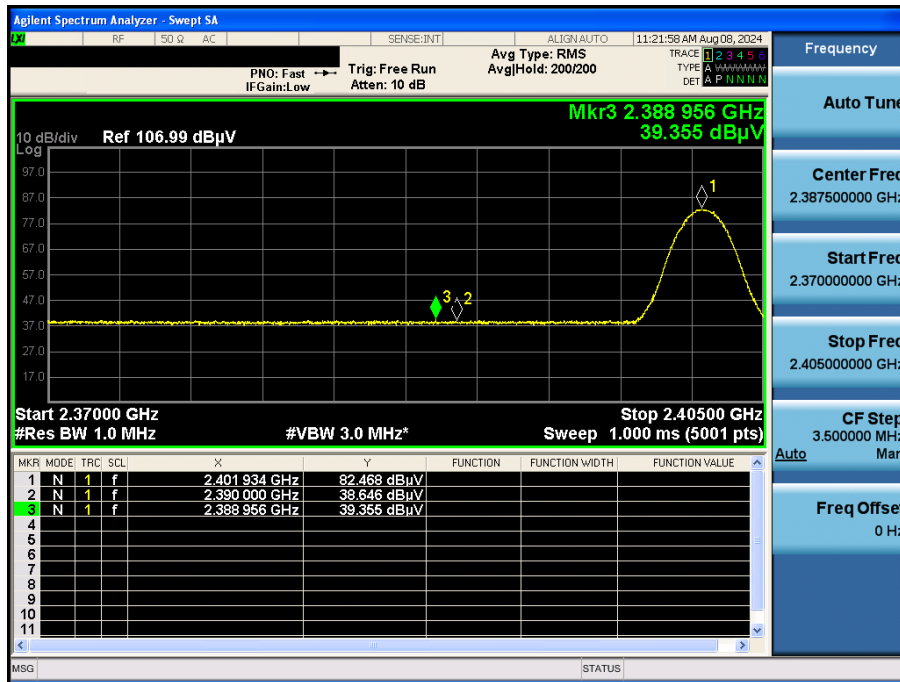 Agilent Spectrum Analyzer - Swept SA
LXI RF 50 Ω AC SENSE:INT ALIGN AUTO 11:21:58 AM Aug 08, 2024
PNO: Fast Trig: Free Run Avg Type: RMS TRACE 1 2 3 4 5 6
IFGain:Low Atten: 10 dB Avg|Hold: 200/200 TYPE A WWWWW
DET A P N N N N
Mkr3 2.388 956 GHz
39.355 dBµV
10 dB/div Ref 106.99 dBµV
Log
97.0
87.0
77.0
67.0
57.0
47.0
37.0
27.0
17.0
1
3 2
Start 2.37000 GHz Stop 2.40500 GHz
#Res BW 1.0 MHz #VBW 3.0 MHz* Sweep 1.000 ms (5001 pts)
MKR MODE TRC SCL X Y FUNCTION FUNCTION WIDTH FUNCTION VALUE
1 N 1 f 2.401 934 GHz 82.468 dBµV
2 N 1 f 2.390 000 GHz 38.646 dBµV
3 N 1 f 2.388 956 GHz 39.355 dBµV
4
5
6
7
8
9
10
11
MSG STATUS
Frequency
Auto Tune
Center Freq
2.387500000 GHz
Start Freq
2.370000000 GHz
Stop Freq
2.405000000 GHz
CF Step
3.500000 MHz
Auto Man
Freq Offset
0 Hz